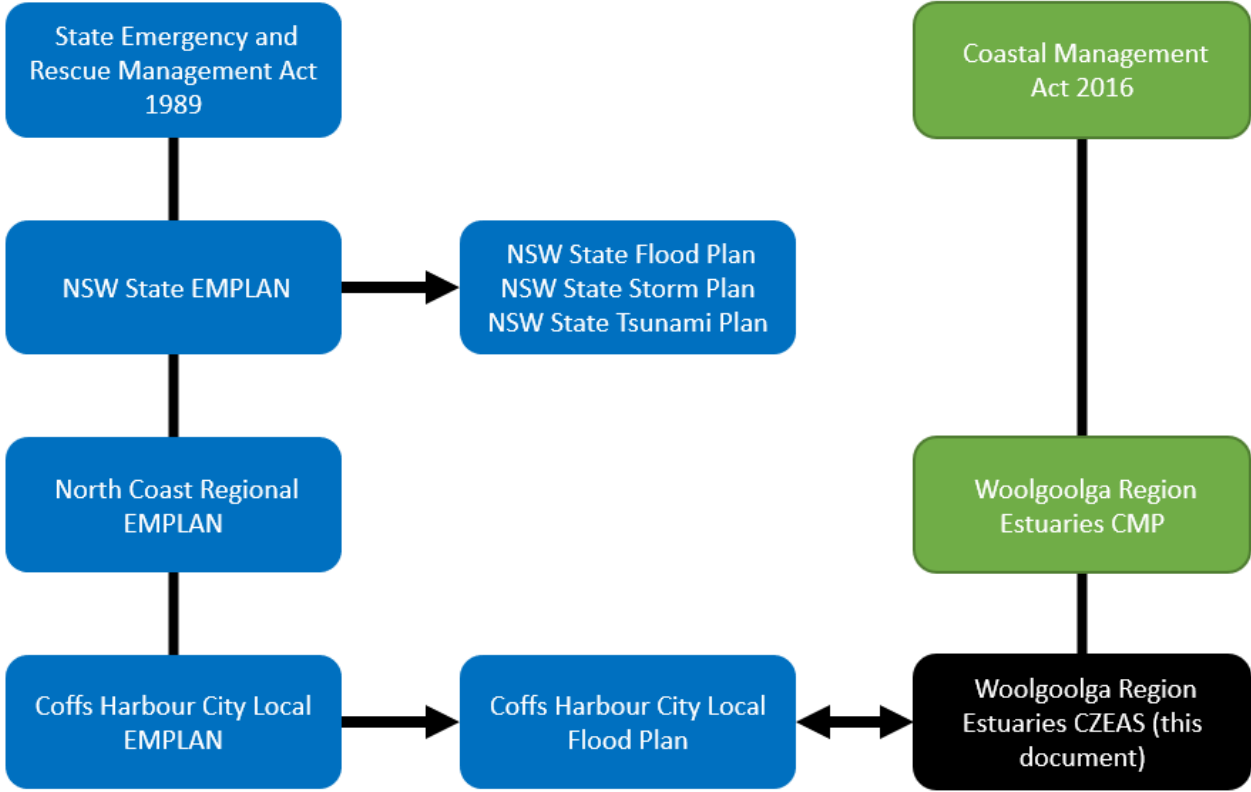 State Emergency and
Rescue Management Act
1989
Coastal Management
Act 2016
NSW State EMPLAN
NSW State Flood Plan
NSW State Storm Plan
NSW State Tsunami Plan
North Coast Regional
EMPLAN
Woolgoolga Region
Estuaries CMP
Coffs Harbour City Local
EMPLAN
Coffs Harbour City Local
Flood Plan
Woolgoolga Region
Estuaries CZEAS (this
document)